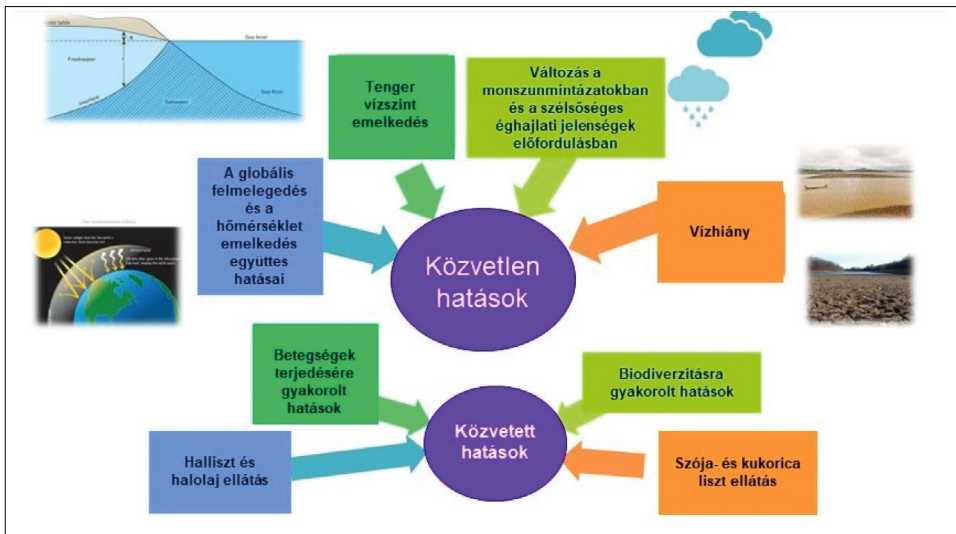 Sea level
Freshwater
Sea floor
Interface
Saltwater
Tenger
vízszint
emelkedés
Változás a
monszunmintázatokban
és a szélsőséges
éghajlati jelenségek
előfordulásban
A globális
felmelegedés
és a
hőmérséklet
emelkedés
együttes
hatásai
Vízhiány
Közvetlen
hatások
Betegségek
terjedésére
gyakorolt
hatások
Biodiverzitásra
gyakorolt hatások
Közvetett
hatások
Halliszt és
halolaj ellátás
Szója- és kukorica
liszt ellátás